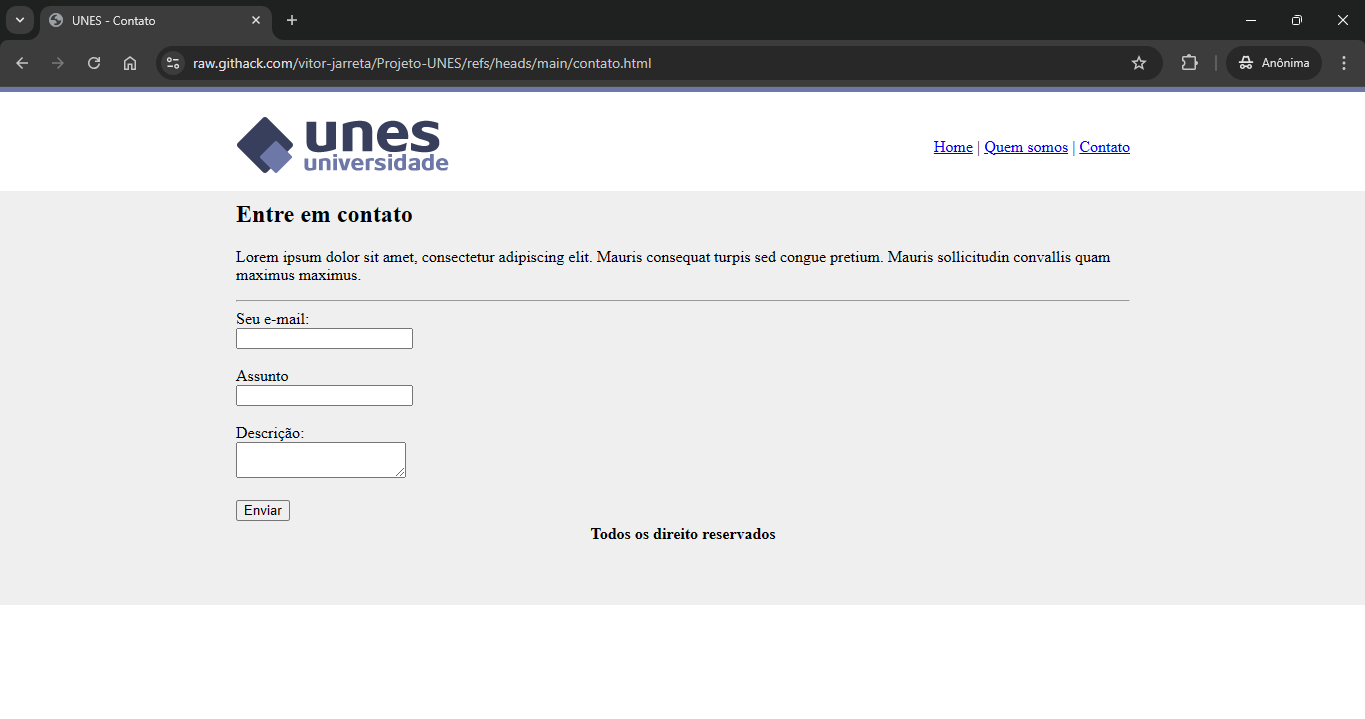 UNES - Contato
raw.githack.com/vitor-jarreta/Projeto-UNES/refs/heads/main/contato.html
Anônima
unes
universidade
Home | Quem somos | Contato
Entre em contato
Lorem ipsum dolor sit amet, consectetur adipiscing elit. Mauris consequat turpis sed congue pretium. Mauris sollicitudin convallis quam
maximus maximus.
Seu e-mail:
Assunto
Descrição:
Enviar
Todos os direito reservados